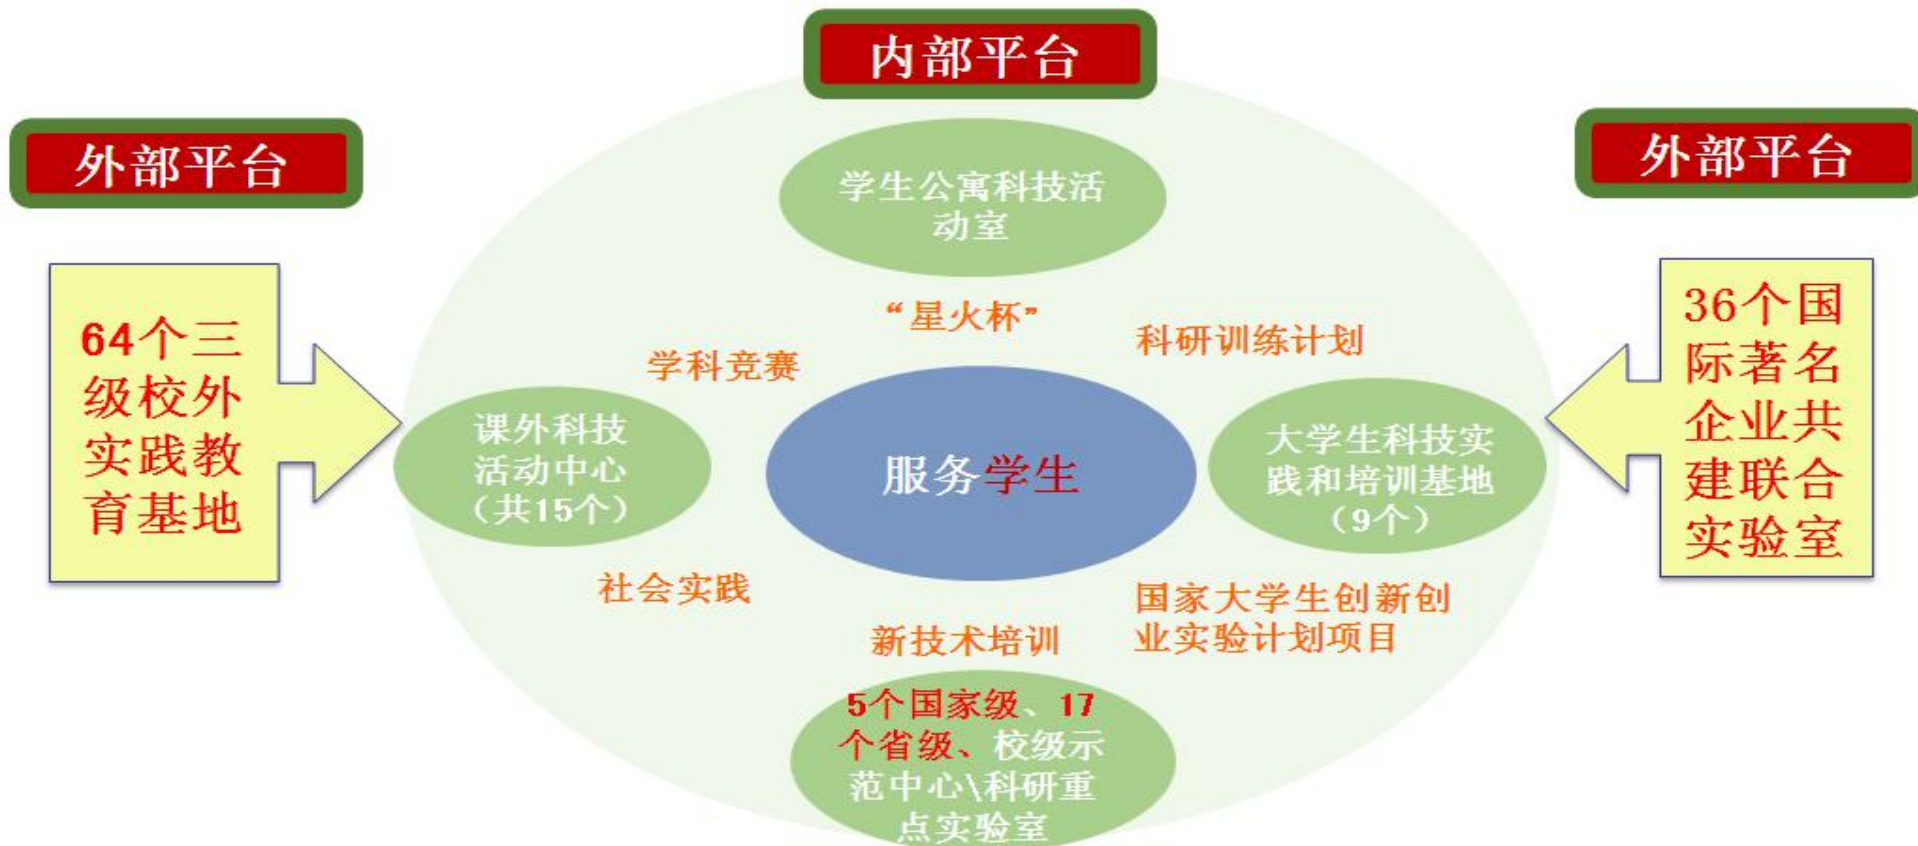 内部平台
外部平台
外部平台
学生公寓科技活
动室
“星火杯”
科研训练计划
学科竞赛
64个三
级校外
实践教
育基地
课外科技
活动中心
（共15个）
服务学生
大学生科技实
践和培训基地
（9个）
36个国
际著名
企业共
建联合
实验室
社会实践
新技术培训
国家大学生创新创
业实验计划项目
5个国家级、17
个省级、校级示
范中心\科研重
点实验室